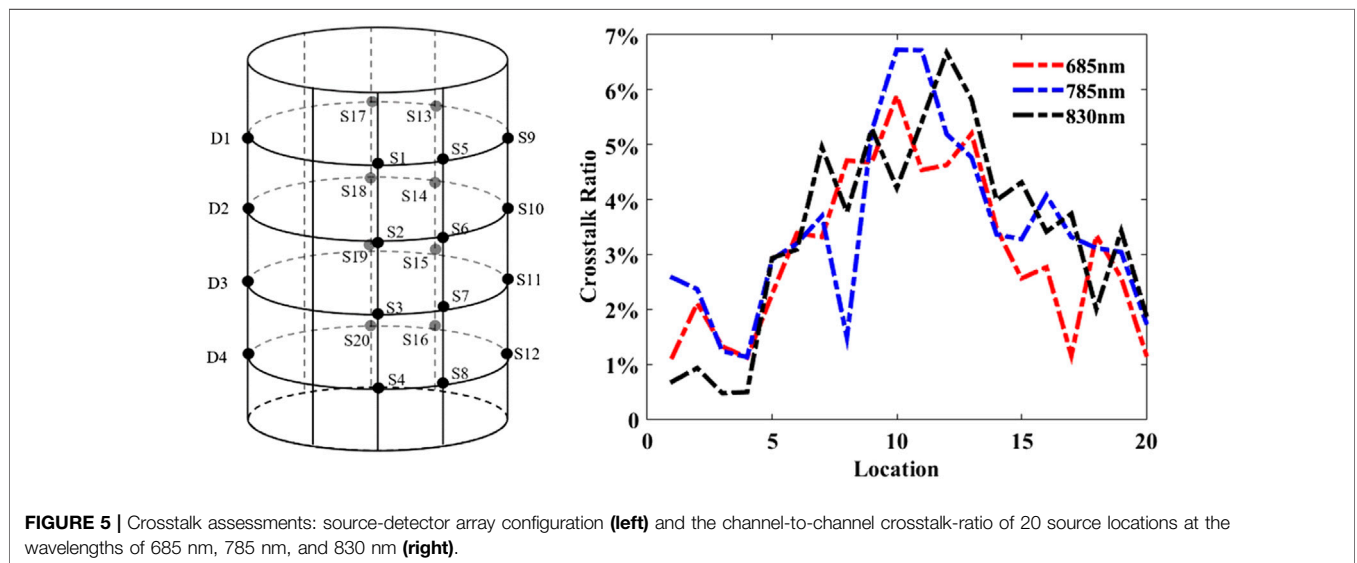 S17
S13
D1
S9
S1
S5
S18
S14
D2
S10
S2
S6
S19
S15
D3
S11
S3
S7
S20
S16
D4
S12
S4
S8
7%
6%
5%
4%
3%
2%
1%
0
Crosstalk Ratio
0 5 10 15 20
Location
685nm
785nm
830nm
FIGURE 5 | Crosstalk assessments: source-detector array configuration (left) and the channel-to-channel crosstalk-ratio of 20 source locations at the
wavelengths of 685 nm, 785 nm, and 830 nm (right).